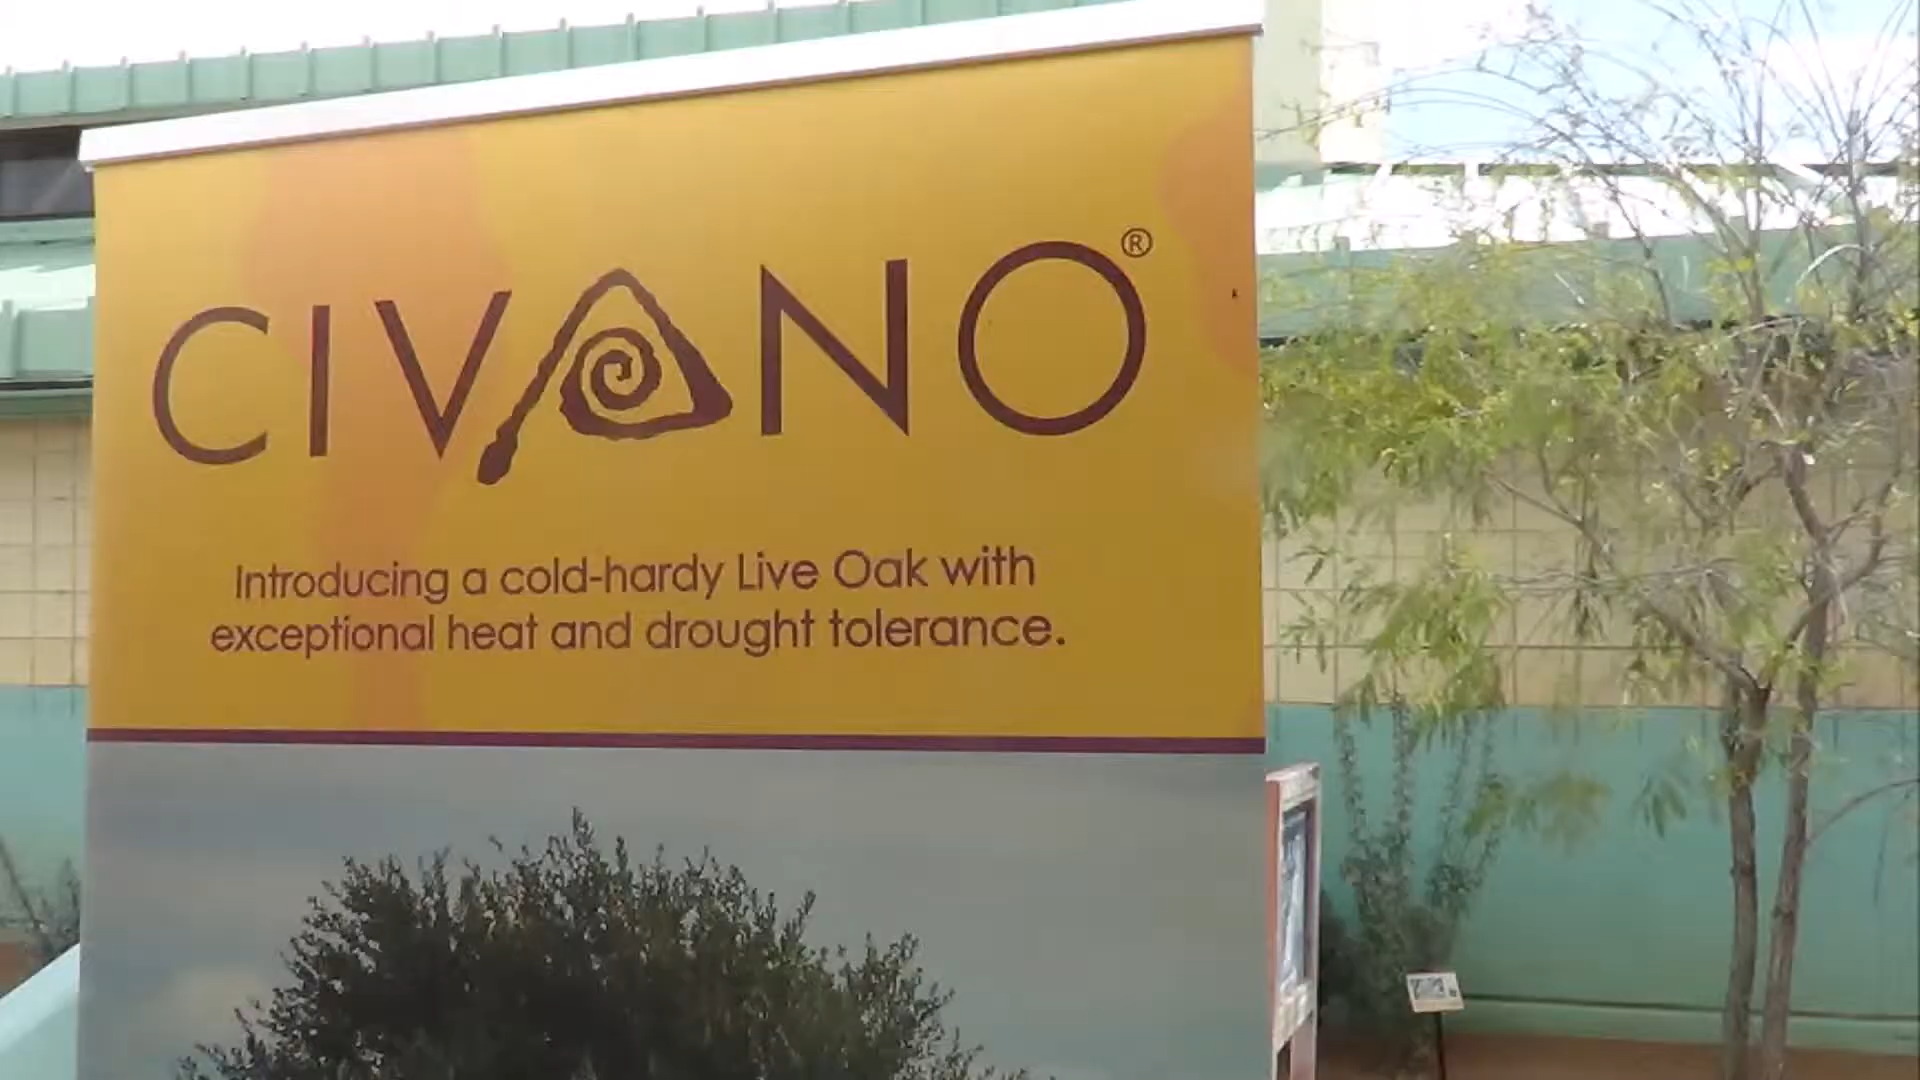 CIVANO®
Introducing a cold-hardy Live Oak with
exceptional heat and drought tolerance.